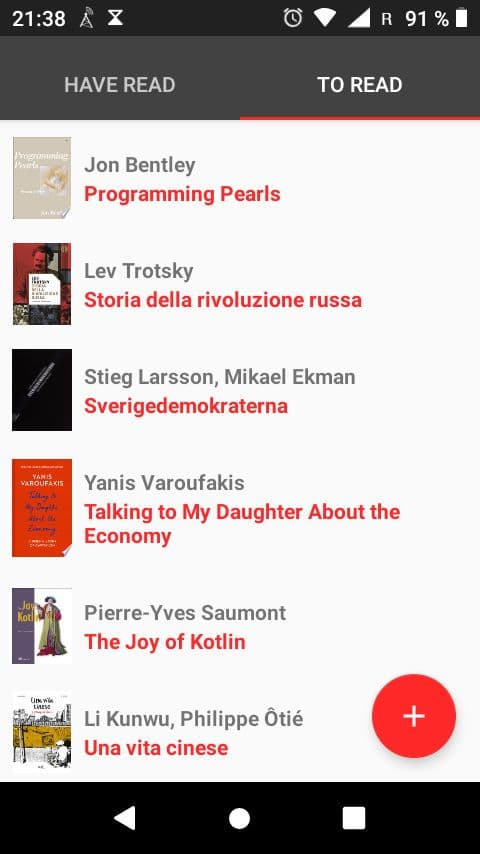 21:38
R 91 %
HAVE READ TO READ
Programming
Pearls
Jon Bentley
Programming Pearls
Lev Trotsky
Storia della rivoluzione russa
Stieg Larsson, Mikael Ekman
Sverigedemokraterna
YANIS
VAROUFAKIS
Talking to
My Daughter
About the
Economy
Yanis Varoufakis
Talking to My Daughter About the
Economy
Joy
Kotlin
Pierre-Yves Saumont
The Joy of Kotlin
Una vita
cinese
Li Kunwu, Philippe Ôtié
Una vita cinese